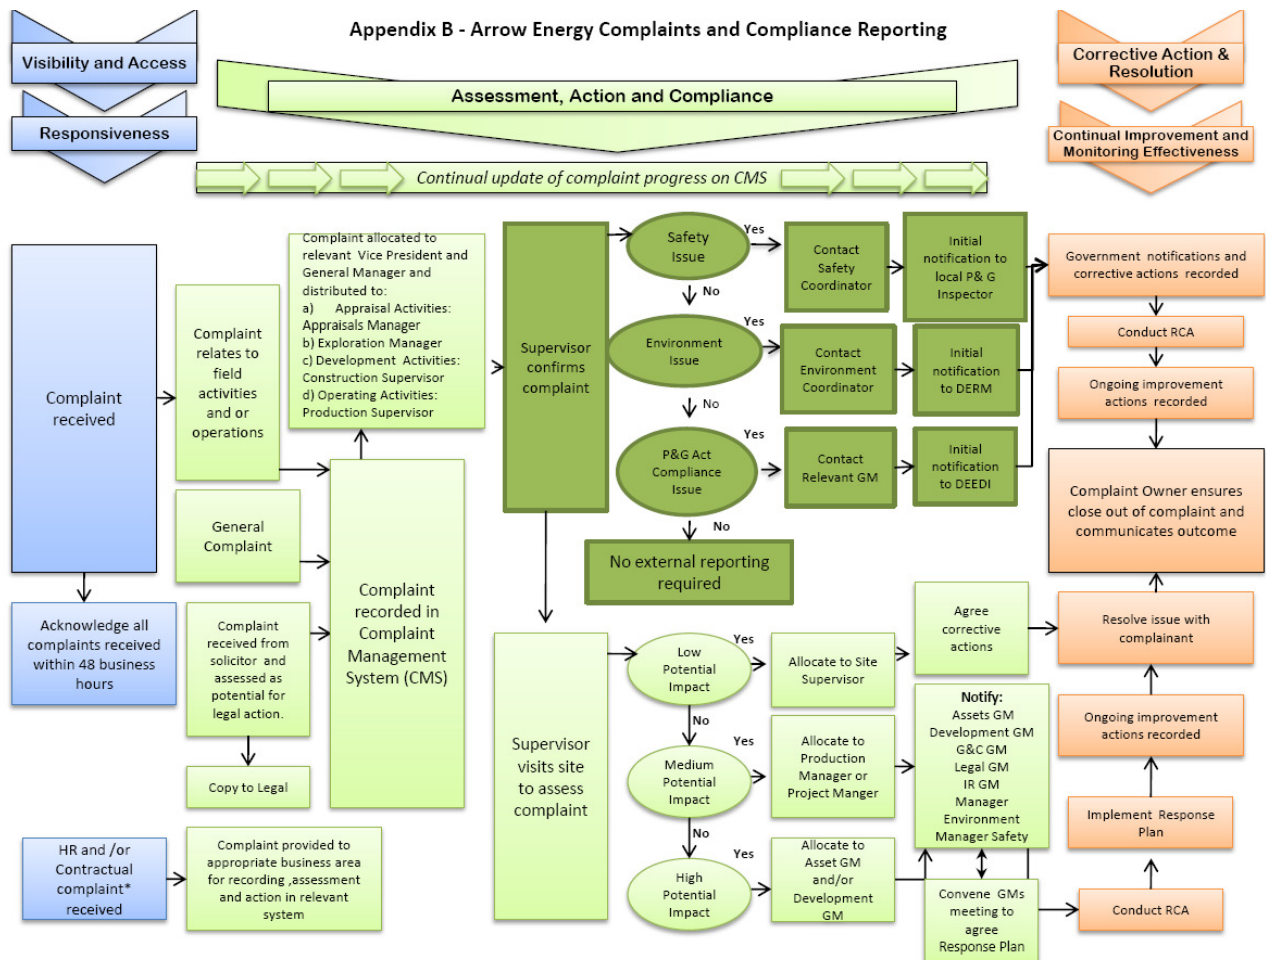 Appendix B - Arrow Energy Complaints and Compliance Reporting
Visibility and Access
Responsiveness
Assessment, Action and Compliance
Corrective Action &
Resolution
Continual Improvement and
Monitoring Effectiveness
Continual update of complaint progress on CMS
Complaint
received
Acknowledge all
complaints received
within 48 business
hours
HR and /or
Contractual
complaint*
received
Complaint
relates to
field
activities
and or
operations
General
Complaint
Complaint
received from
solicitor and
assessed as
potential for
legal action.
Copy to Legal
Complaint provided to
appropriate business area
for recording ,assessment
and action in relevant
system
Complaint allocated to
relevant Vice President and
General Manager and
distributed to:
a) Appraisal Activities:
Appraisals Manager
b) Exploration Manager
c) Development Activities:
Construction Supervisor
d) Operating Activities:
Production Supervisor
Complaint
recorded in
Complaint
Management
System (CMS)
Supervisor
confirms
complaint
Safety
Issue
Yes
Contact
Safety
Coordinator
Initial
notification to
local P& G
Inspector
No
Environment
Issue
Yes
Contact
Environment
Coordinator
Initial
notification
to DERM
No
P&G Act
Compliance
Issue
Yes
Contact
Relevant GM
Initial
notification
to DEEDI
No
No external reporting
required
Supervisor
visits site
to assess
complaint
Low
Potential
Impact
Yes
Allocate to Site
Supervisor
Agree
corrective
actions
No
Medium
Potential
Impact
Yes
Allocate to
Production
Manager or
Project Manger
Notify:
Assets GM
Development GM
G&C GM
Legal GM
IR GM
Manager
Environment
Manager Safety
No
High
Potential
Impact
Yes
Allocate to
Asset GM
and/or
Development
GM
Convene GMs
meeting to
agree
Response Plan
Government notifications and
corrective actions recorded
Conduct RCA
Ongoing improvement
actions recorded
Complaint Owner ensures
close out of complaint and
communicates outcome
Resolve issue with
complainant
Ongoing improvement
actions recorded
Implement Response
Plan
Conduct RCA